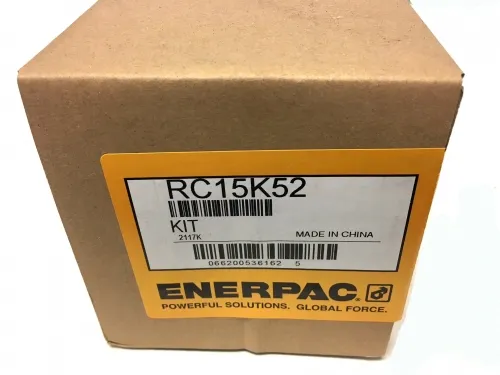 RC15K52
KIT
2117K
MADE IN CHINA
066200536162 5
ENERPAC®
POWERFUL SOLUTIONS. GLOBAL FORCE.